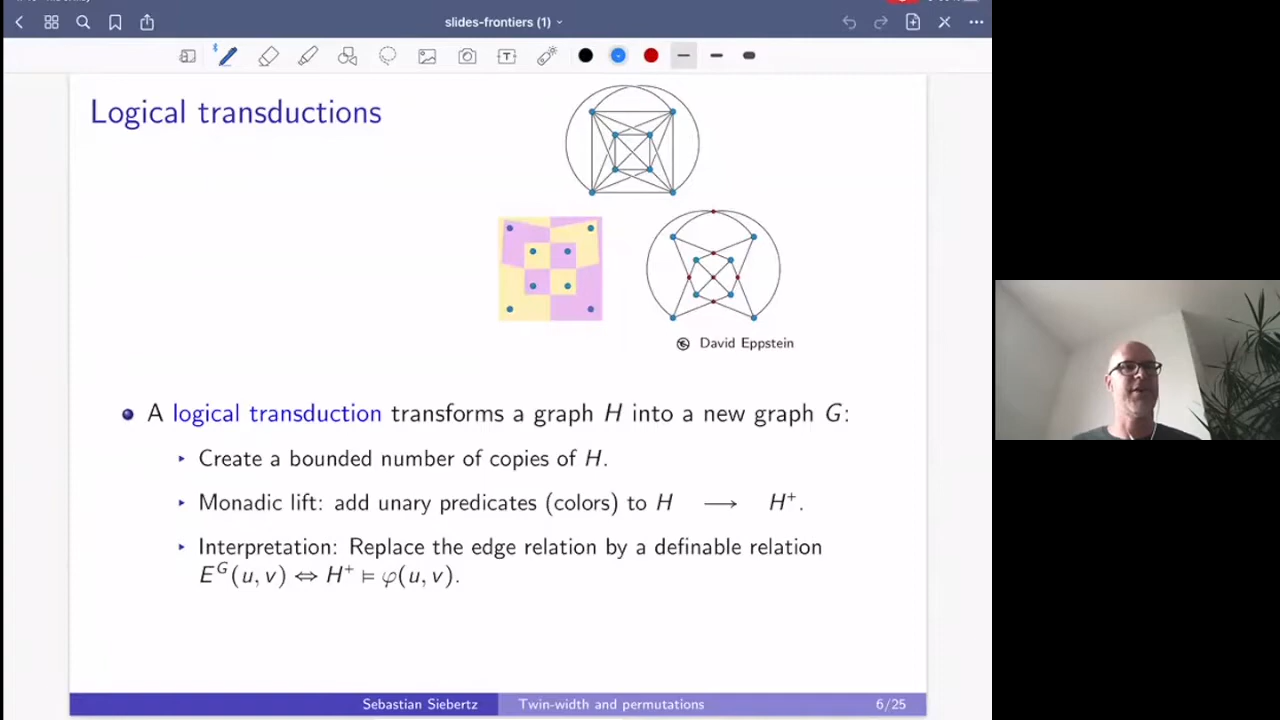 slides-frontiers (1)
Logical transductions
David Eppstein
A logical transduction transforms a graph H into a new graph G:
Create a bounded number of copies of H.
Monadic lift: add unary predicates (colors) to H ⟶ H⁺.
Interpretation: Replace the edge relation by a definable relation
Eᴳ(u, v) ⇔ H⁺ ⊨ φ(u, v).
Sebastian Siebertz Twin-width and permutations 6/25